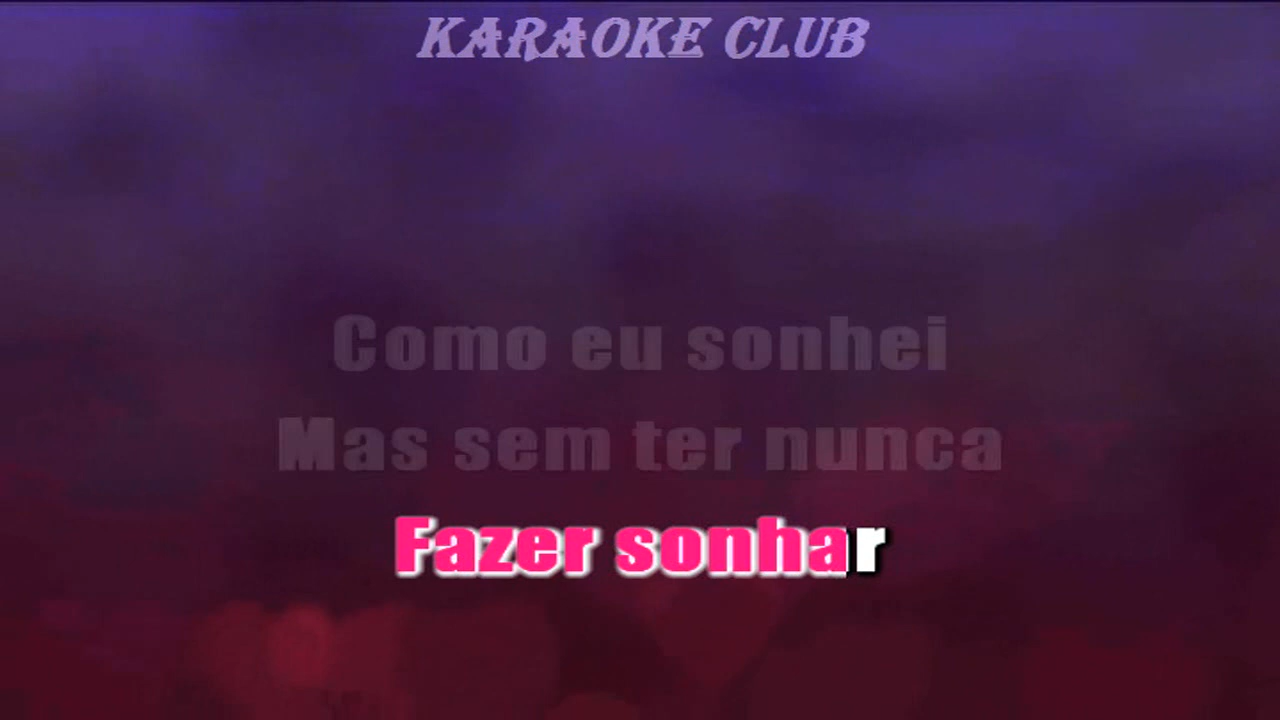 KARAOKE CLUB
Como eu sonhei
Mas sem ter nunca
Fazer sonhar